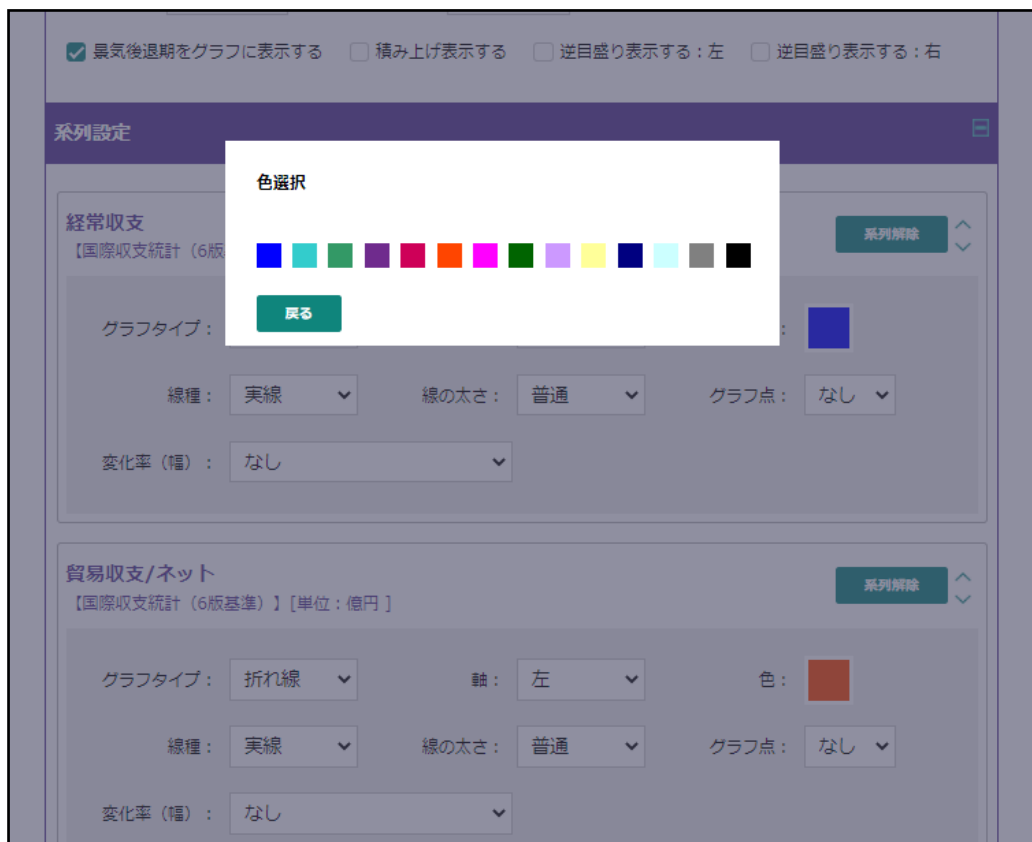 景気後退期をグラフに表示する 積み上げ表示する 逆目盛り表示する：左 逆目盛り表示する：右
系列設定
色選択
戻る
経常収支
【国際収支統計（6版
系列解除
グラフタイプ： :
線種： 実線 線の太さ： 普通 グラフ点： なし
変化率（幅）： なし
貿易収支/ネット
【国際収支統計（6版基準）】[単位：億円 ]
系列解除
グラフタイプ： 折れ線 軸： 左 色：
線種： 実線 線の太さ： 普通 グラフ点： なし
変化率（幅）： なし